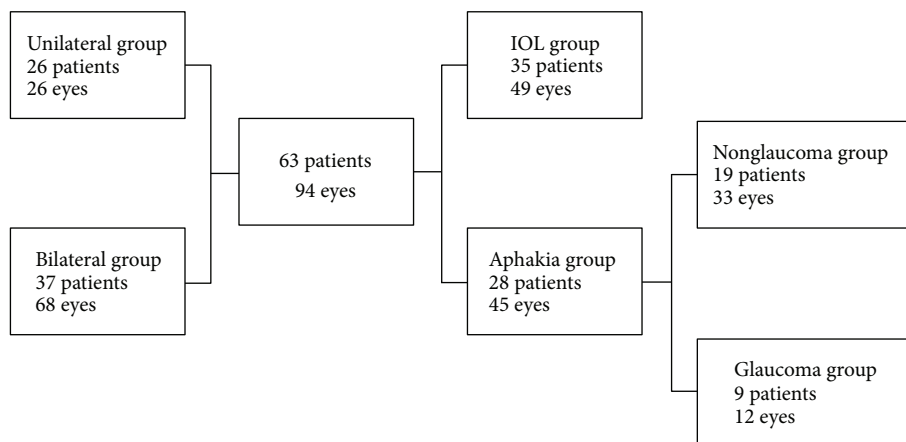 Unilateral group
26 patients
26 eyes
Bilateral group
37 patients
68 eyes
63 patients
94 eyes
IOL group
35 patients
49 eyes
Aphakia group
28 patients
45 eyes
Nonglaucoma group
19 patients
33 eyes
Glaucoma group
9 patients
12 eyes